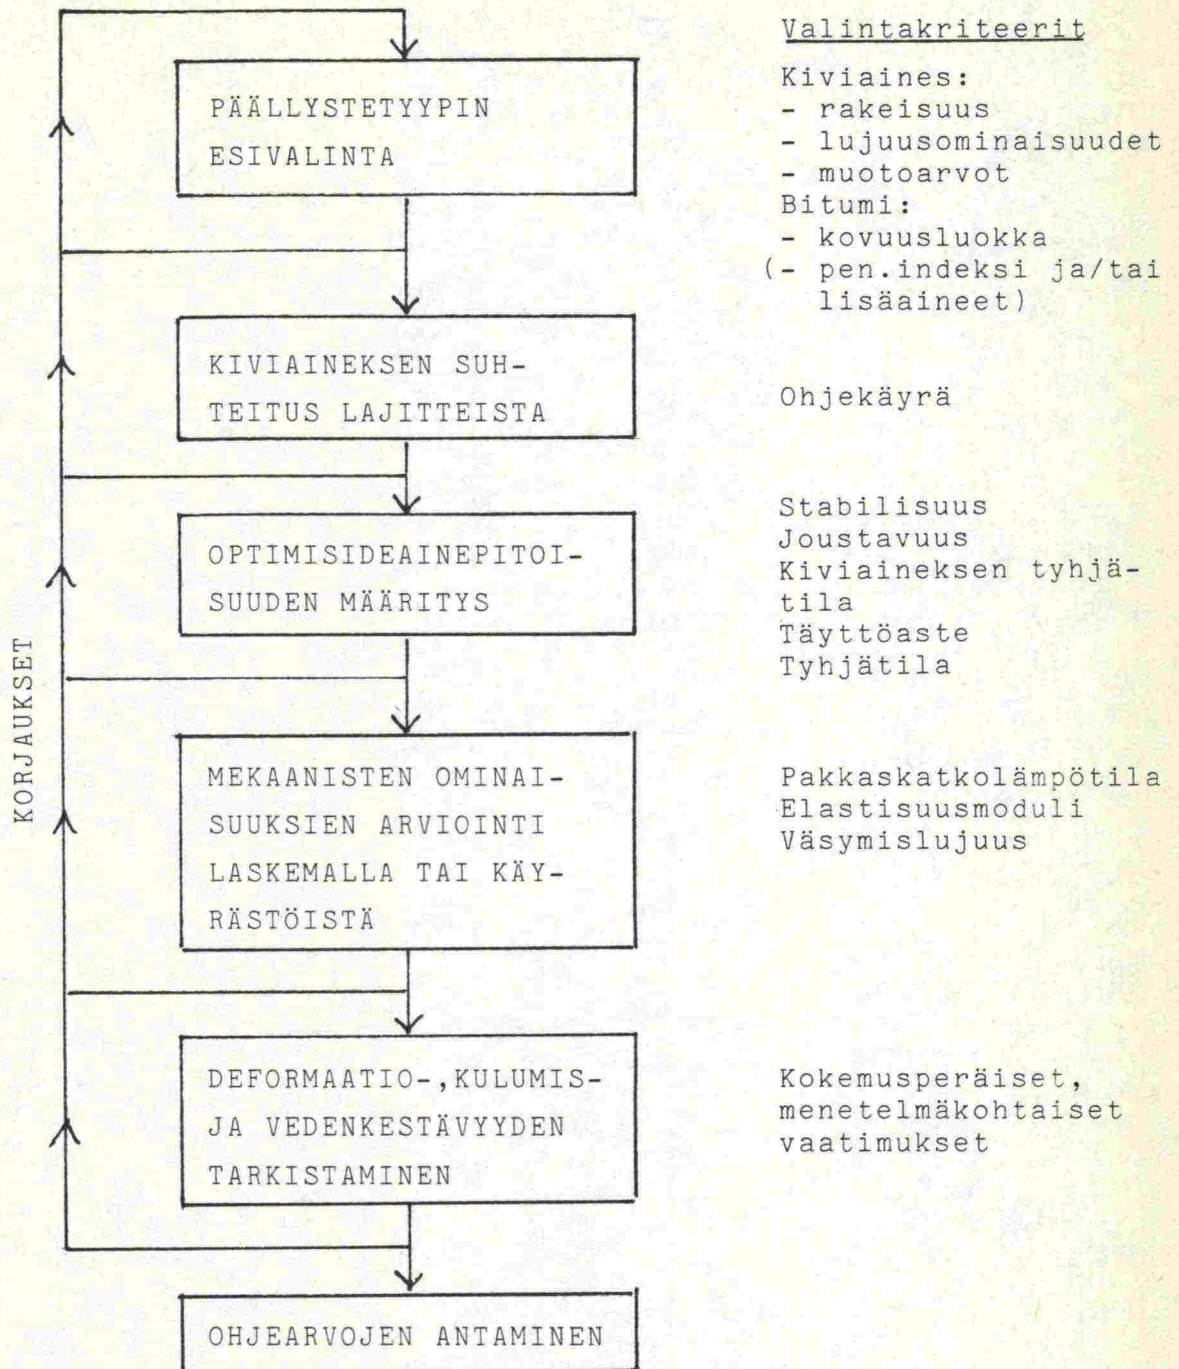 Valintakriteerit
PÄÄLLYSTETYYPIN
ESIVALINTA
Kiviaines:
- rakeisuus
- lujuusominaisuudet
- muotoarvot
Bitumi:
- kovuusluokka
(- pen.indeksi ja/tai
lisäaineet)
KIVIAINEKSEN SUH-
TEITUS LAJITTEISTA
Ohjekäyrä
OPTIMISIDEAINEPITOI-
SUUDEN MÄÄRITYS
Stabilisuus
Joustavuus
Kiviaineksen tyhjä-
tila
Täyttöaste
Tyhjätila
KORJAUKSET
MEKAANISTEN OMINAI-
SUUKSIEN ARVIOINTI
LASKEMALLA TAI KÄY-
RÄSTÖISTÄ
Pakkaskatkolämpötila
Elastisuusmoduli
Väsymislujuus
DEFORMAATIO-,KULUMIS-
JA VEDENKESTÄVYYDEN
TARKISTAMINEN
Kokemusperäiset,
menetelmäkohtaiset
vaatimukset
OHJEARVOJEN ANTAMINEN